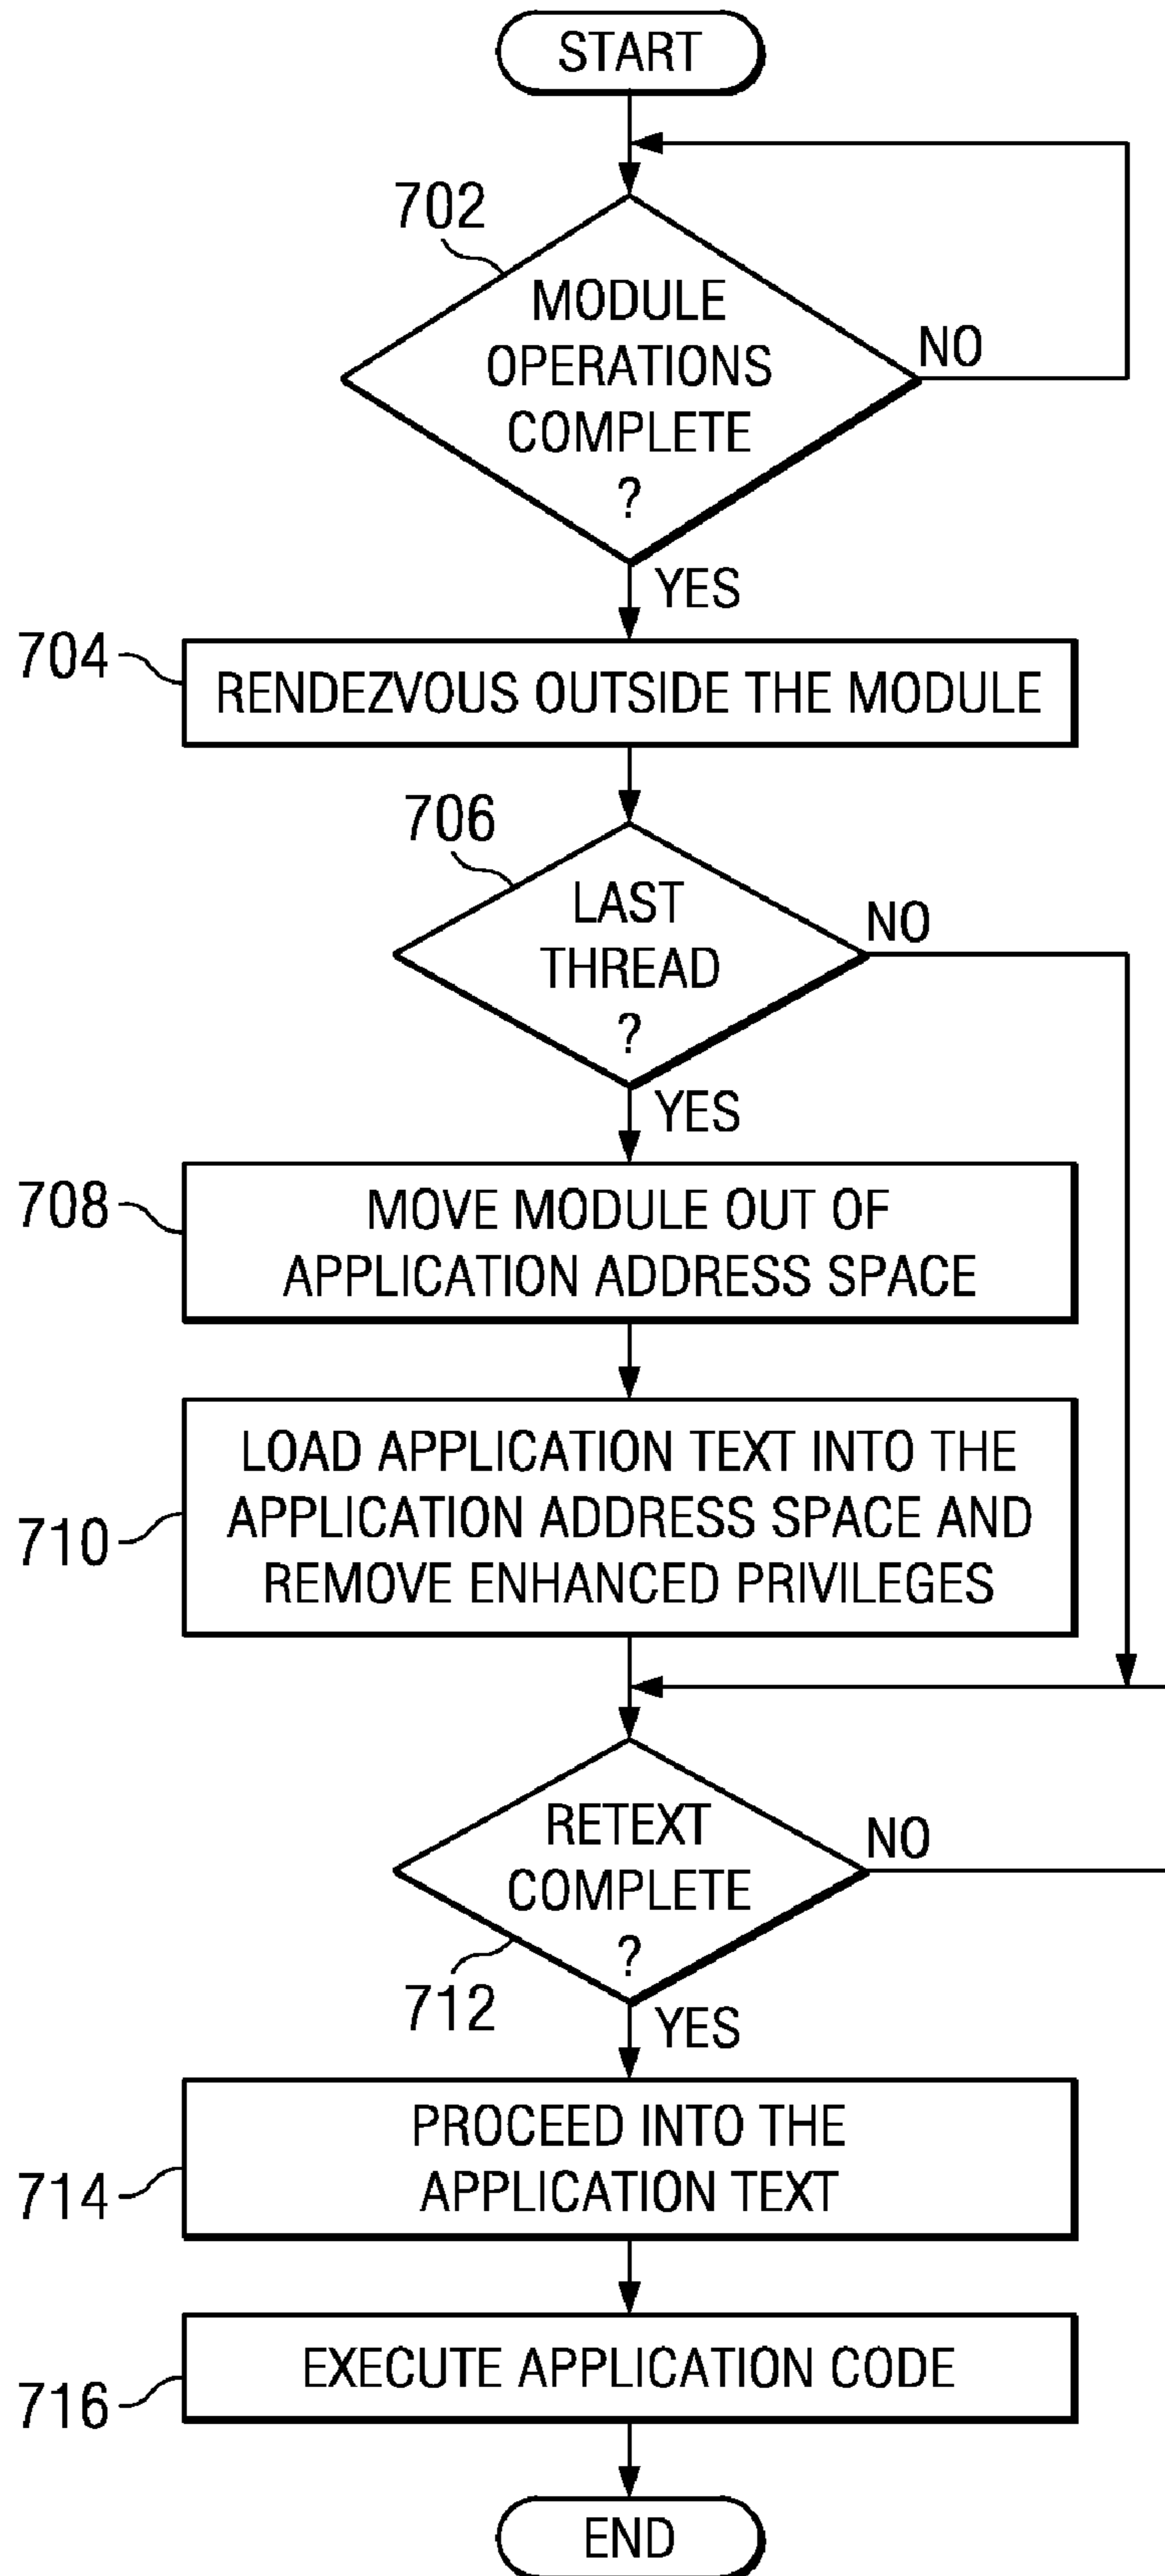 START
702
MODULE
OPERATIONS
COMPLETE
?
NO
YES
704
RENDEZVOUS OUTSIDE THE MODULE
706
LAST
THREAD
?
NO
YES
708
MOVE MODULE OUT OF
APPLICATION ADDRESS SPACE
710
LOAD APPLICATION TEXT INTO THE
APPLICATION ADDRESS SPACE AND
REMOVE ENHANCED PRIVILEGES
RETEXT
COMPLETE
?
NO
712
YES
714
PROCEED INTO THE
APPLICATION TEXT
716
EXECUTE APPLICATION CODE
END